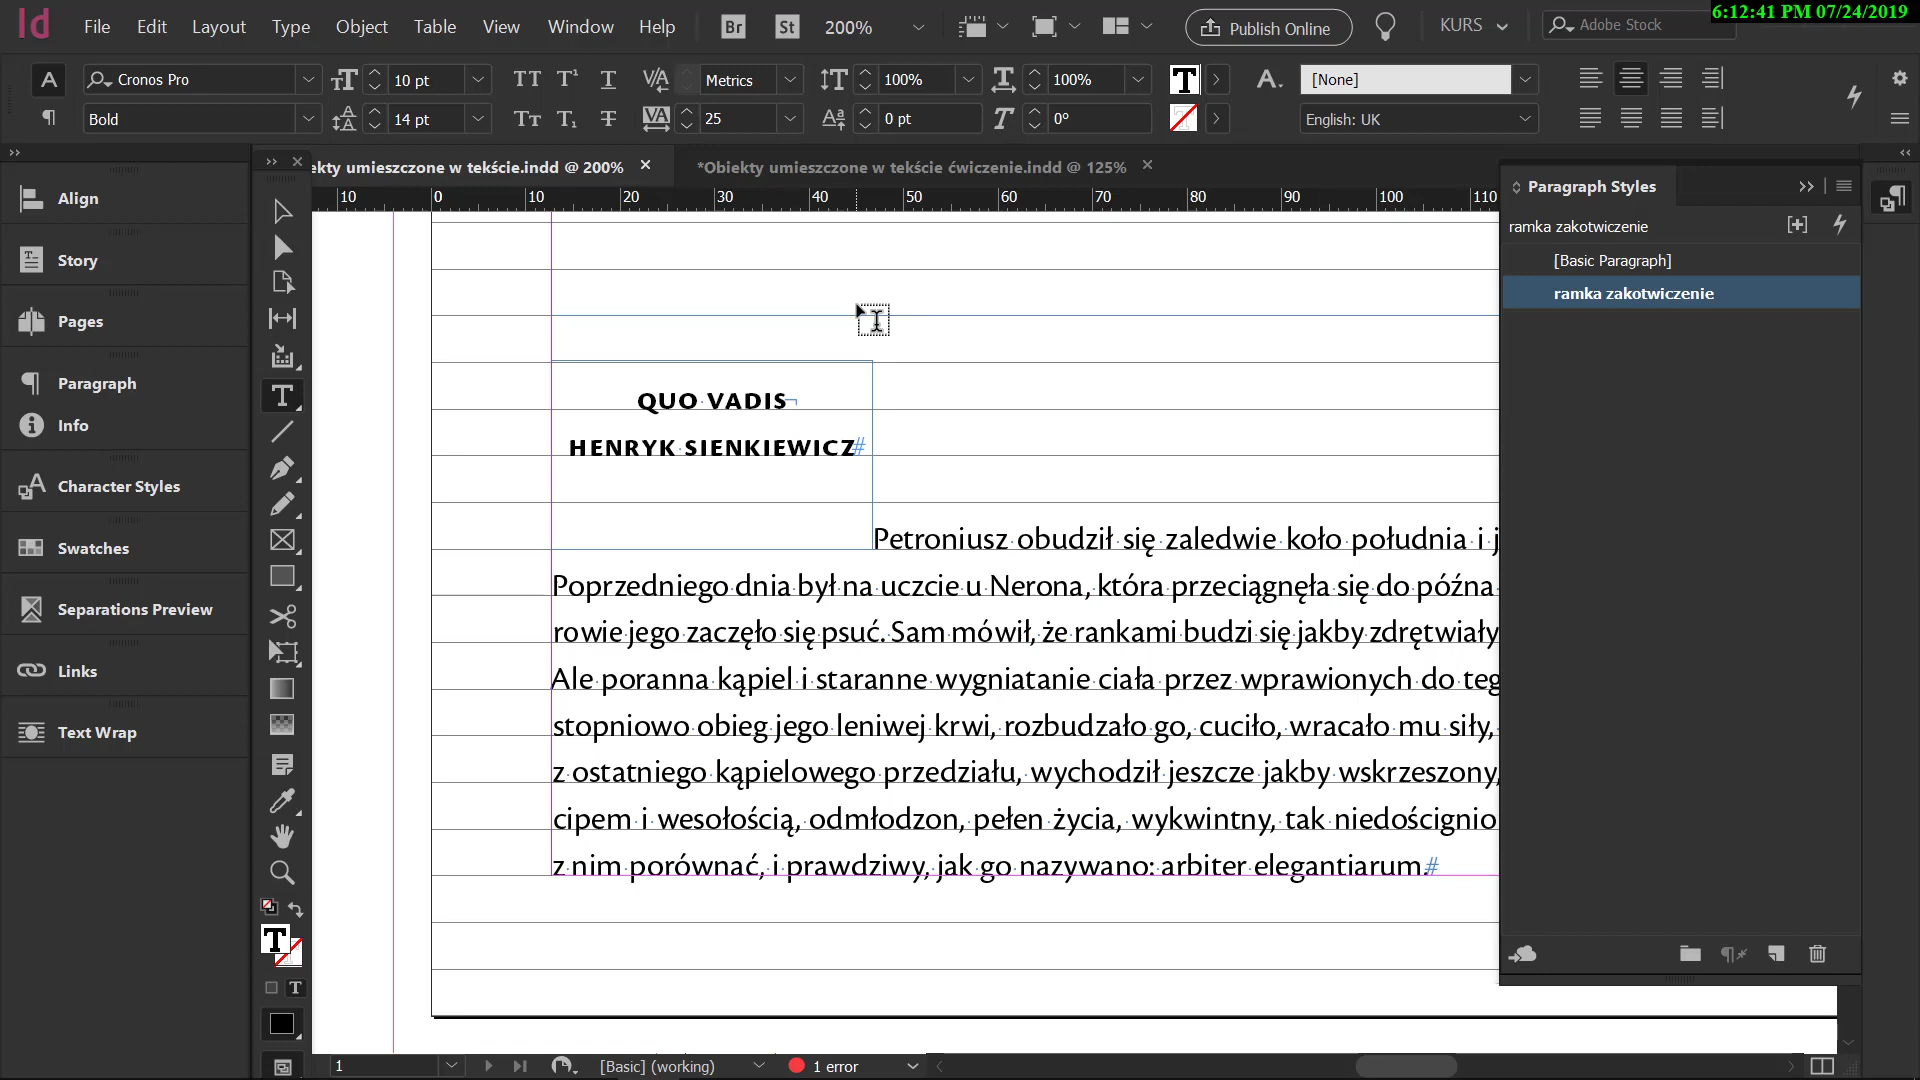 Id File Edit Layout Type Object Table View Window Help Br St 200% Publish Online KURS Adobe Stock
6:12:41 PM 07/24/2019
A Cronos Pro 10 pt Metrics 100% 100% [None]
Bold 14 pt 25 0 pt 0° English: UK
ekty umieszczone w tekście.indd @ 200% *Obiekty umieszczone w tekście ćwiczenie.indd @ 125%
10 0 10 20 30 40 50 60 70 80 90 100 110
Align
Story
Pages
Paragraph
Info
Character Styles
Swatches
Separations Preview
Links
Text Wrap
Paragraph Styles
ramka zakotwiczenie
[Basic Paragraph]
ramka zakotwiczenie
QUO VADIS
HENRYK SIENKIEWICZ#
Petroniusz obudził się zaledwie koło południa i j
Poprzedniego dnia był na uczcie u Nerona, która przeciągnęła się do późna
rowie jego zaczęło się psuć. Sam mówił, że rankami budzi się jakby zdrętwiały
Ale poranna kąpiel i staranne wygniatanie ciała przez wprawionych do teg
stopniowo obieg jego leniwej krwi, rozbudzało go, cuciło, wracało mu siły,
z ostatniego kąpielowego przedziału, wychodził jeszcze jakby wskrzeszony,
cipem i wesołością, odmłodzon, pełen życia, wykwintny, tak niedoścignio
z nim porównać, i prawdziwy, jak go nazywano: arbiter elegantiarum.#
1 [Basic] (working) 1 error